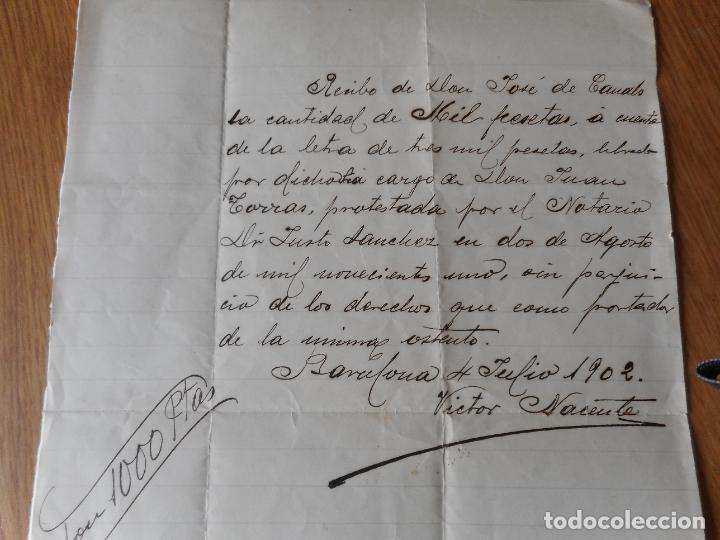 Recibo de Don José de Canals
la cantidad de Mil pesetas, á cuenta
de la letra de tres mil pesetas, librada
por dicho Sr á cargo de Don Juan
Torras, protestada por el Notario
Dn Justo Sanchez en dos de Agosto
de mil novecientos uno, sin perjui-
cio de los derechos que como portador
de la misma ostento.
Barcelona 4 Julio 1902.
Victor Nacente
Son 1000 Ptas
todocoleccion.net